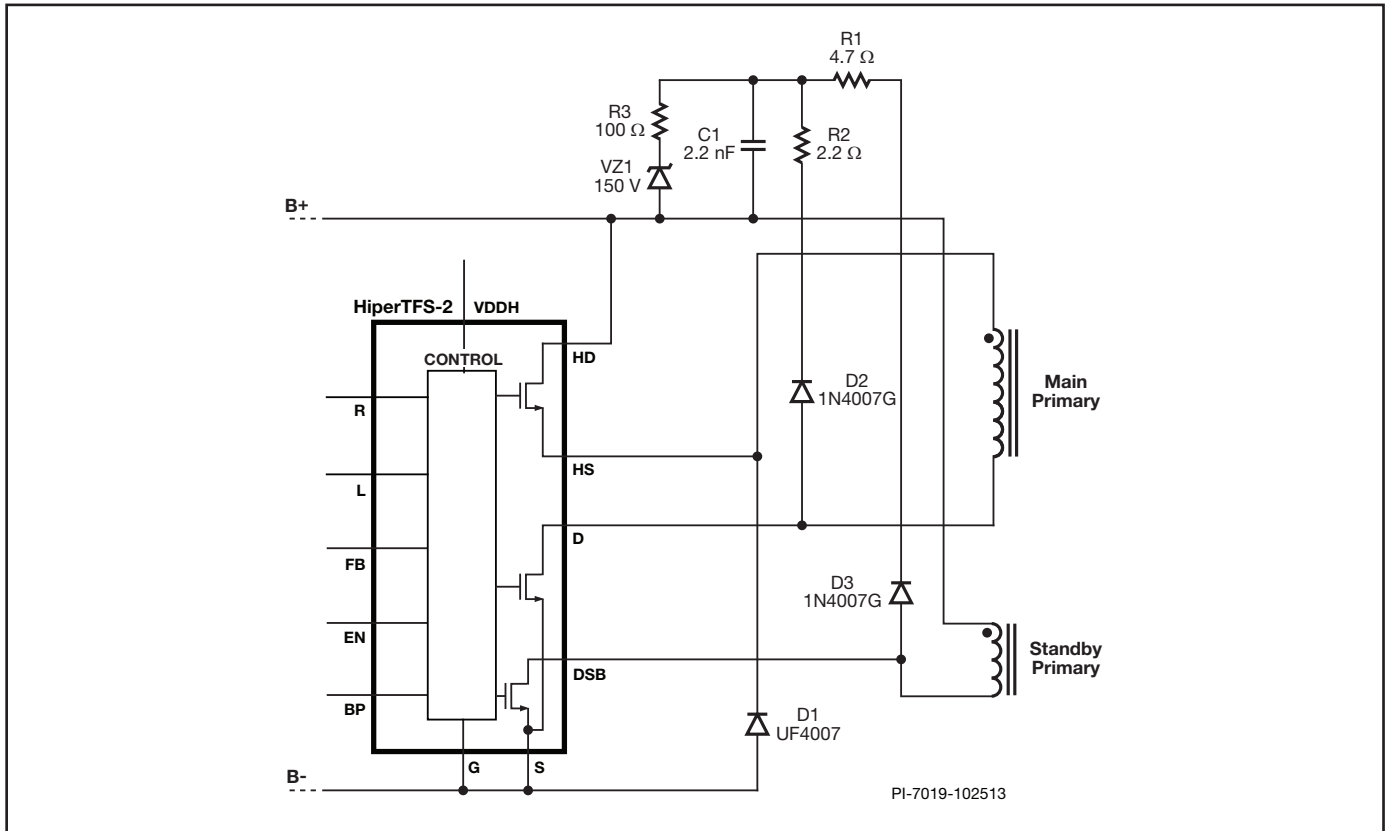 R1
4.7 Ω
R3
100 Ω
C1
2.2 nF
R2
2.2 Ω
VZ1
150 V
B+
HiperTFS-2
VDDH
CONTROL
HD
D2
1N4007G
Main
Primary
R
HS
L
D
FB
D3
1N4007G
EN
Standby
Primary
DSB
BP
D1
UF4007
G
S
B-
PI-7019-102513